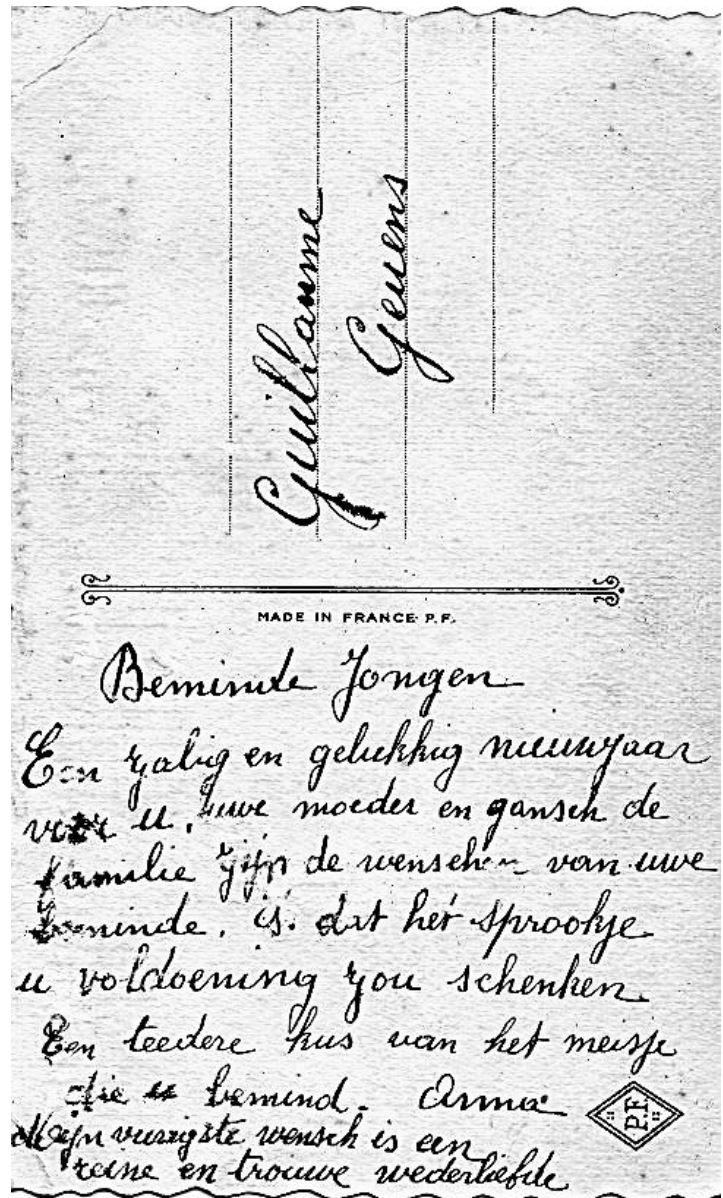 Guillaume
Geuens
MADE IN FRANCE P.F.
Beminde Jongen
Een zalig en gelukkig nieuwjaar
voor u, uwe moeder en gansch de
familie zijn de wenschen van uwe
beminde. is dat het sprookje
u voldoening zou schenken
Een teedere kus van het meisje
die u bemind. Anna
P.F.
Mijn vurigste wensch is een
reine en trouwe wederliefde